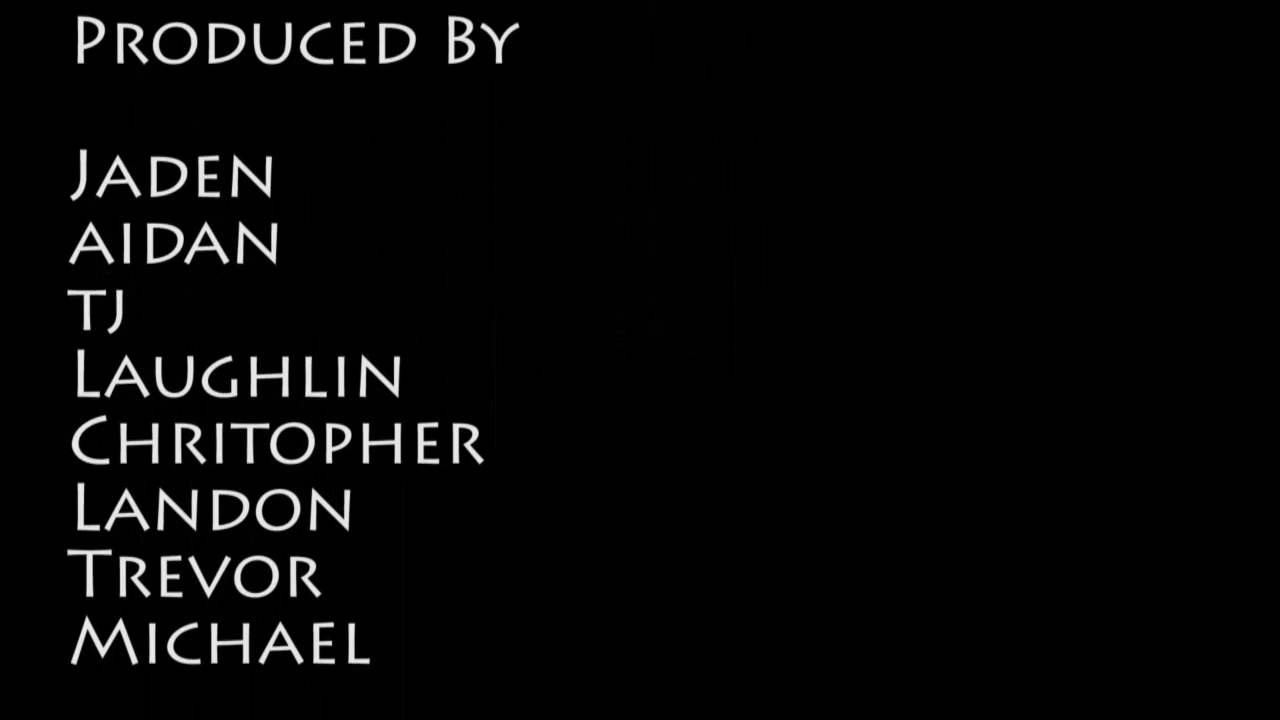 Produced By
Jaden
aidan
tj
Laughlin
Chritopher
Landon
Trevor
Michael